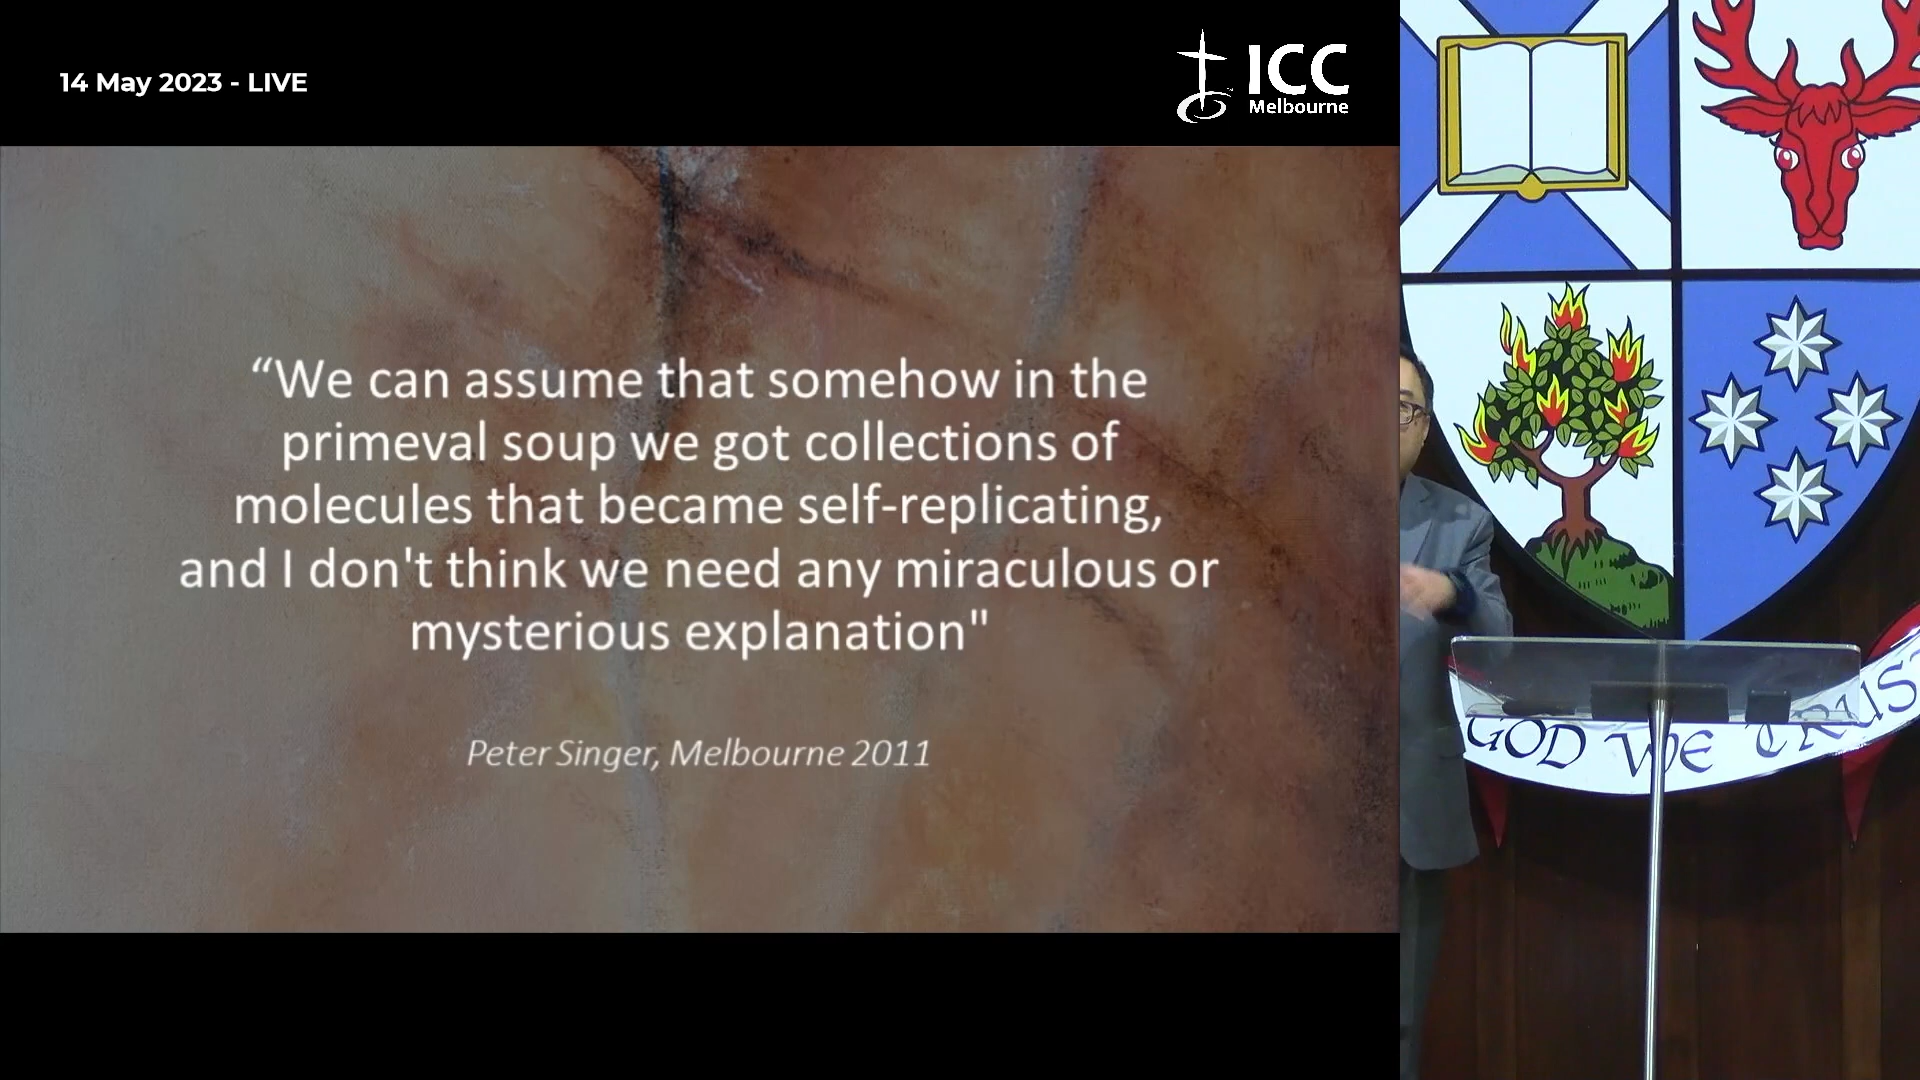 14 May 2023 - LIVE
ICC
Melbourne
“We can assume that somehow in the
primeval soup we got collections of
molecules that became self-replicating,
and I don't think we need any miraculous or
mysterious explanation"
Peter Singer, Melbourne 2011
GOD WE TRUS